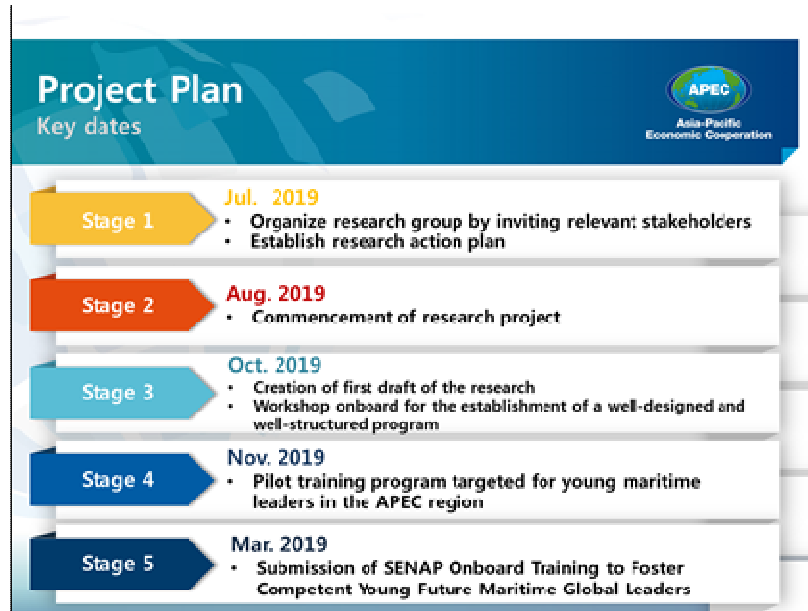 Project Plan
Key dates
APEC
Asia-Pacific
Economic Cooperation
Stage 1
Jul. 2019
• Organize research group by inviting relevant stakeholders
• Establish research action plan
Stage 2
Aug. 2019
• Commencement of research project
Stage 3
Oct. 2019
• Creation of first draft of the research
• Workshop onboard for the establishment of a well-designed and
well-structured program
Stage 4
Nov. 2019
• Pilot training program targeted for young maritime
leaders in the APEC region
Stage 5
Mar. 2019
• Submission of SENAP Onboard Training to Foster
Competent Young Future Maritime Global Leaders